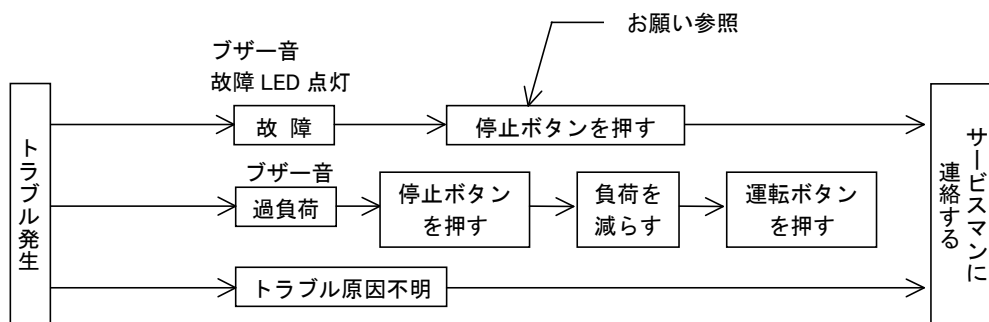 お願い参照
ブザー音
故障 LED 点灯
トラブル発生
故 障
停止ボタンを押す
ブザー音
過負荷
停止ボタン
を押す
負荷を
減らす
運転ボタン
を押す
トラブル原因不明
サービスマンに
連絡する